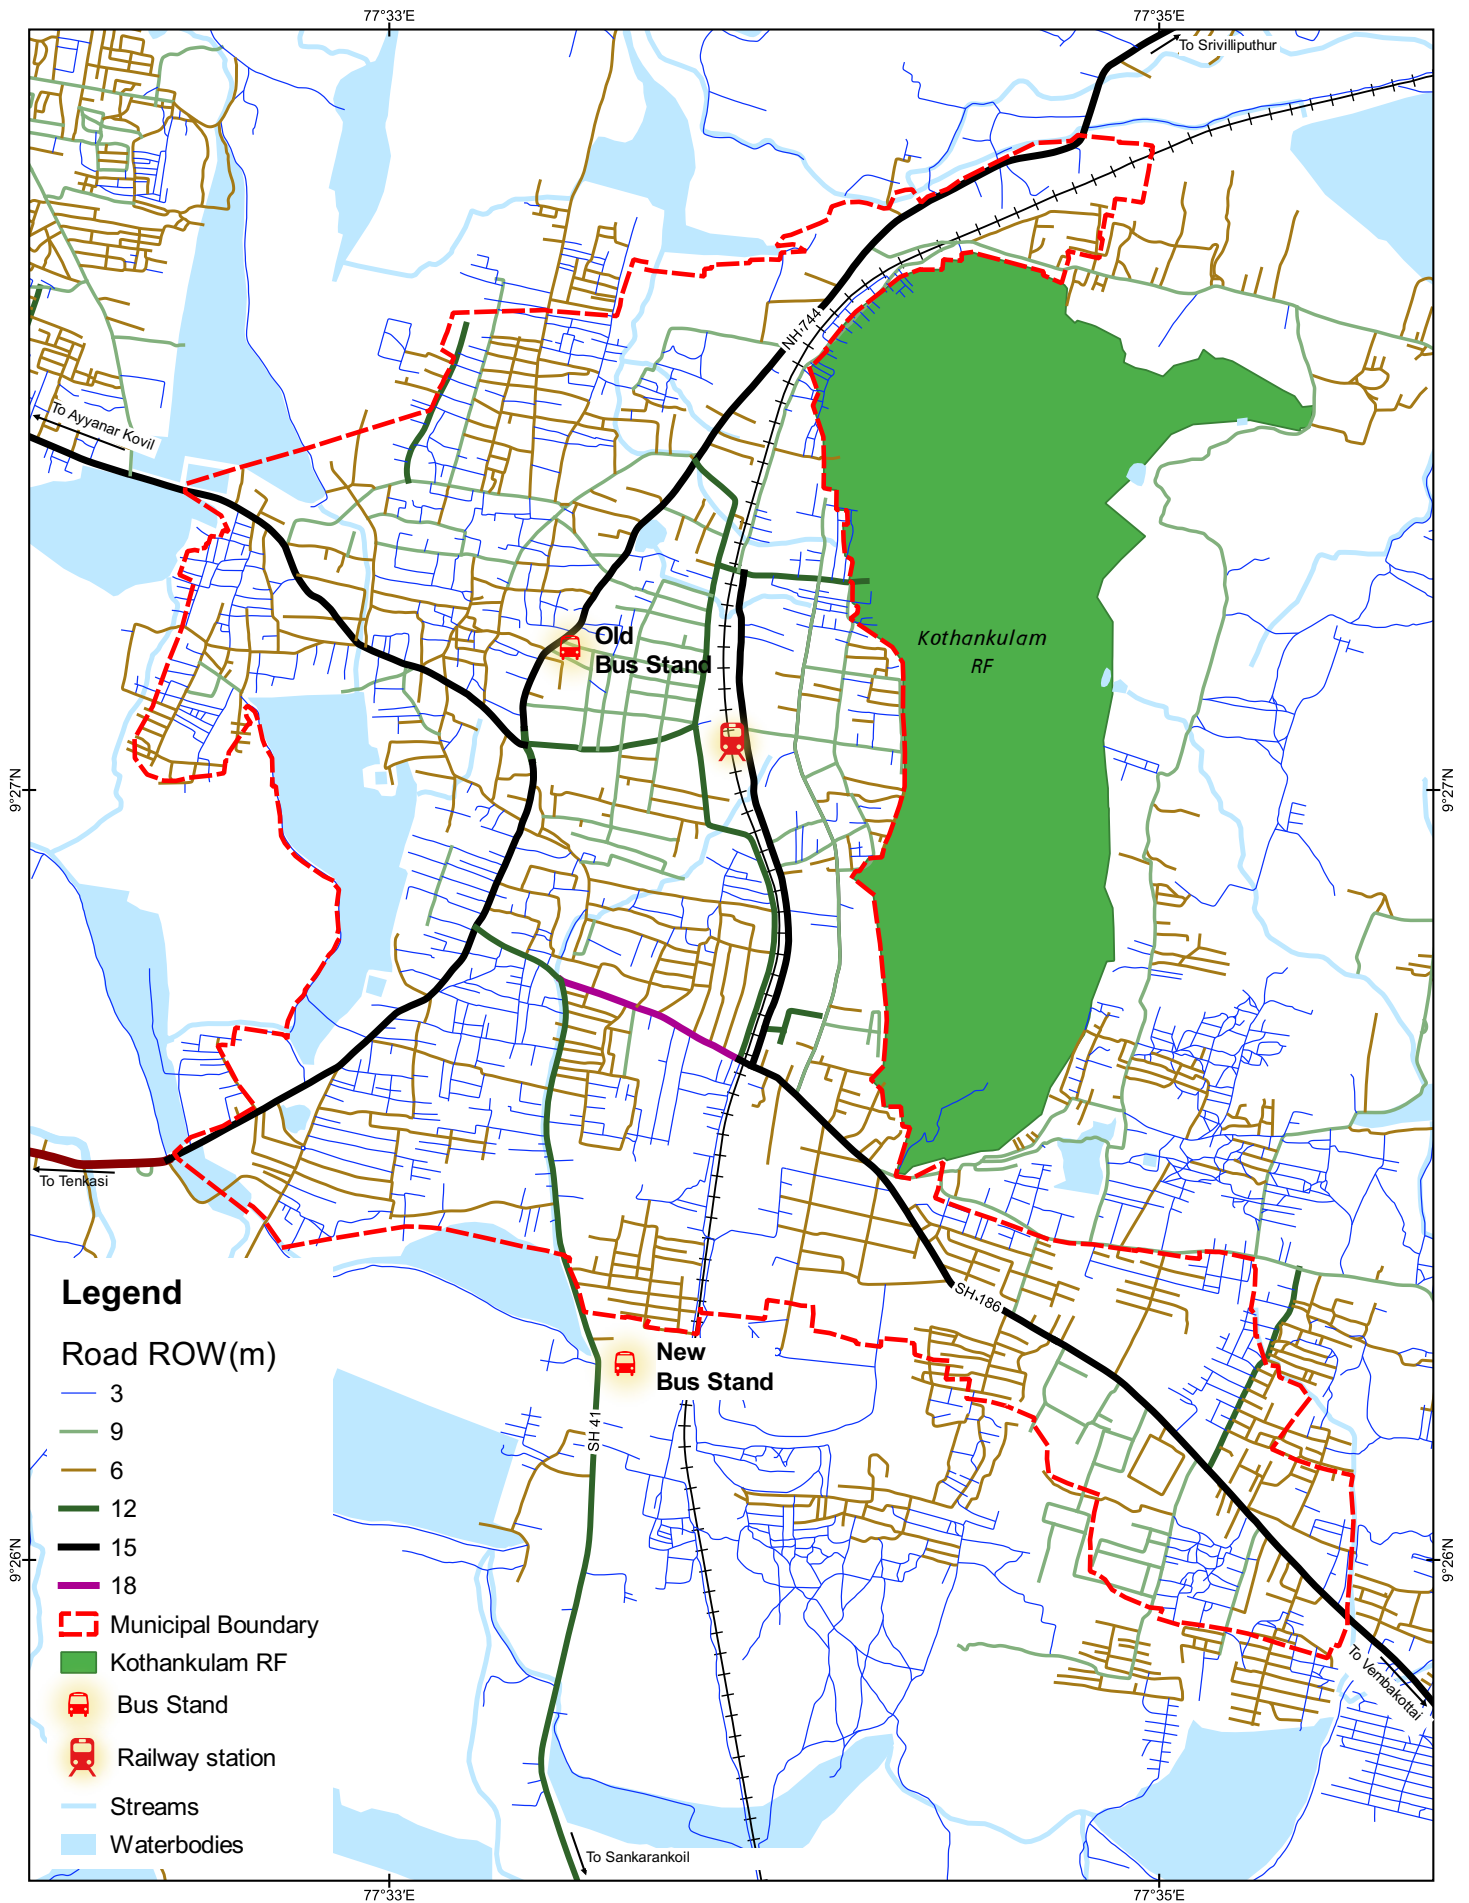 77°33′E
77°35′E
To Srivilliputhur
NH-744
To Ayyanar Kovil
Old
Bus Stand
Kothankulam
RF
9°27′N
9°27′N
To Tenkasi
SH-186
New
Bus Stand
SH 41
9°26′N
9°26′N
To Vembakottai
To Sankarankoil
Legend
Road ROW(m)
3
9
6
12
15
18
Municipal Boundary
Kothankulam RF
Bus Stand
Railway station
Streams
Waterbodies
77°33′E
77°35′E